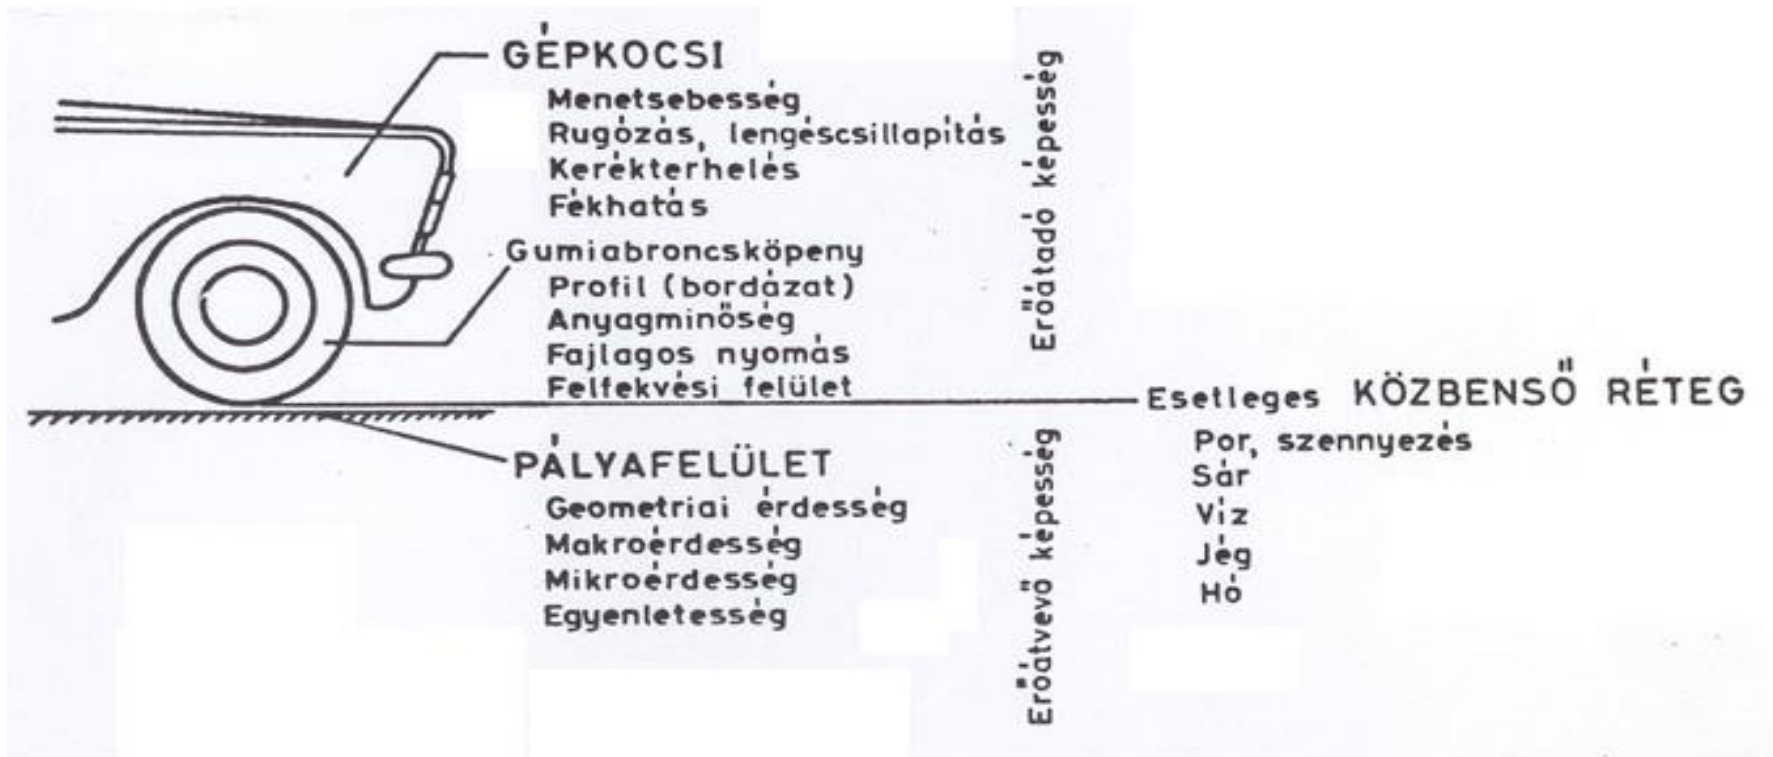 GÉPKOCSI
Menetsebesség
Rugózás, lengéscsillapítás
Kerékterhelés
Fékhatás
Gumiabroncsköpeny
Profil (bordázat)
Anyagminőség
Fajlagos nyomás
Felfekvési felület
Erőátadó képesség
Esetleges KÖZBENSŐ RÉTEG
Por, szennyezés
Sár
Víz
Jég
Hó
PÁLYAFELÜLET
Geometriai érdesség
Makroérdesség
Mikroérdesség
Egyenletesség
Erőátvevő képesség